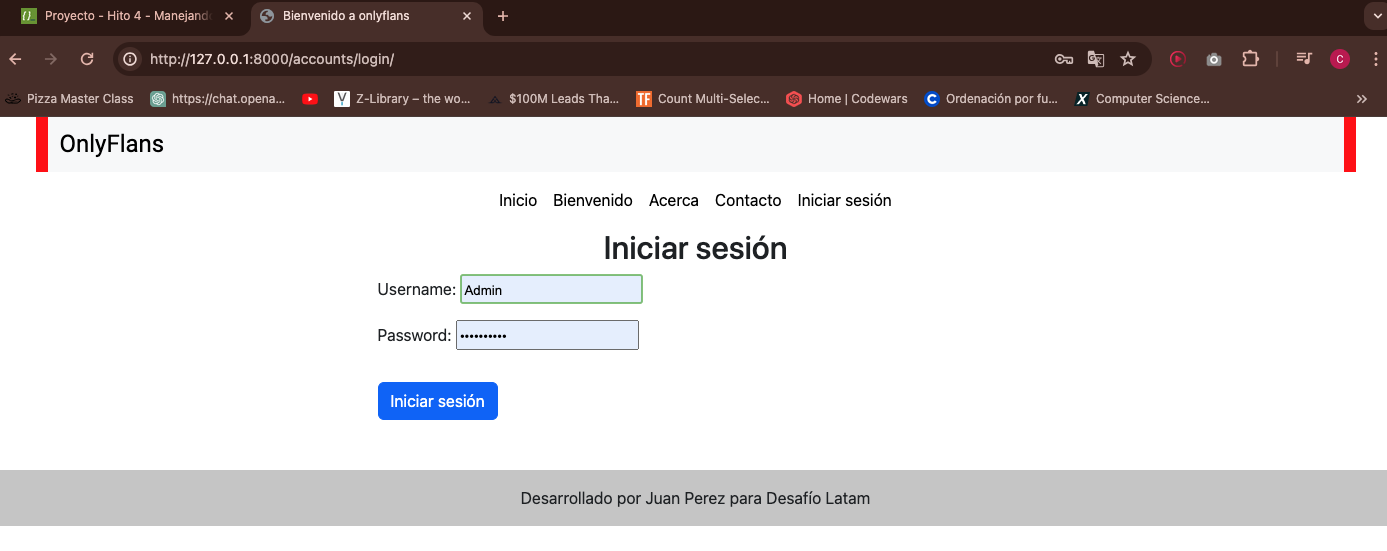 Proyecto - Hito 4 - Manejand
Bienvenido a onlyflans
http://127.0.0.1:8000/accounts/login/
C
Pizza Master Class
https://chat.opena...
Z-Library – the wo...
$100M Leads Tha...
TF
Count Multi-Selec...
Home | Codewars
C
Ordenación por fu...
X
Computer Science...
OnlyFlans
Inicio Bienvenido Acerca Contacto Iniciar sesión
Iniciar sesión
Username: Admin
Password: ••••••••••
Iniciar sesión
Desarrollado por Juan Perez para Desafío Latam